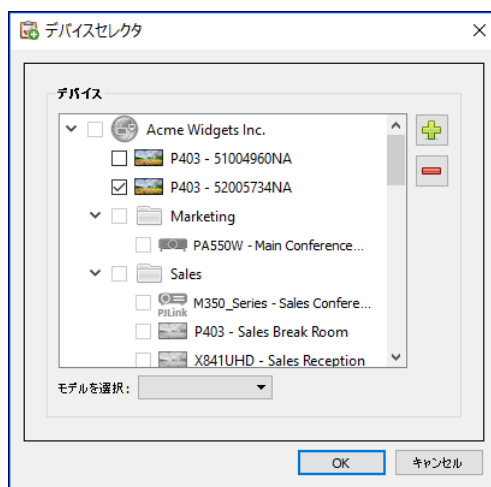 デバイスセレクタ
デバイス
Acme Widgets Inc.
P403 - 51004960NA
P403 - 52005734NA
Marketing
PA550W - Main Conference...
Sales
PJLink
M350_Series - Sales Confere...
P403 - Sales Break Room
X841UHD - Sales Reception
モデルを選択:
OK
キャンセル